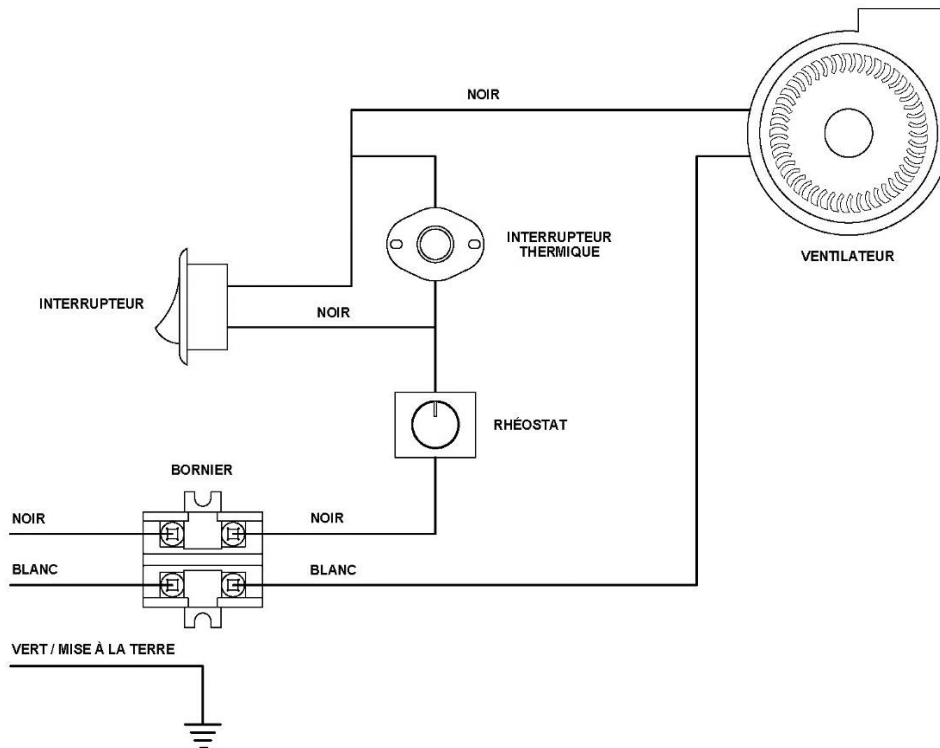 NOIR
INTERRUPTEUR
THERMIQUE
VENTILATEUR
INTERRUPTEUR
NOIR
RHÉOSTAT
BORNIER
NOIR
NOIR
BLANC
BLANC
VERT / MISE À LA TERRE